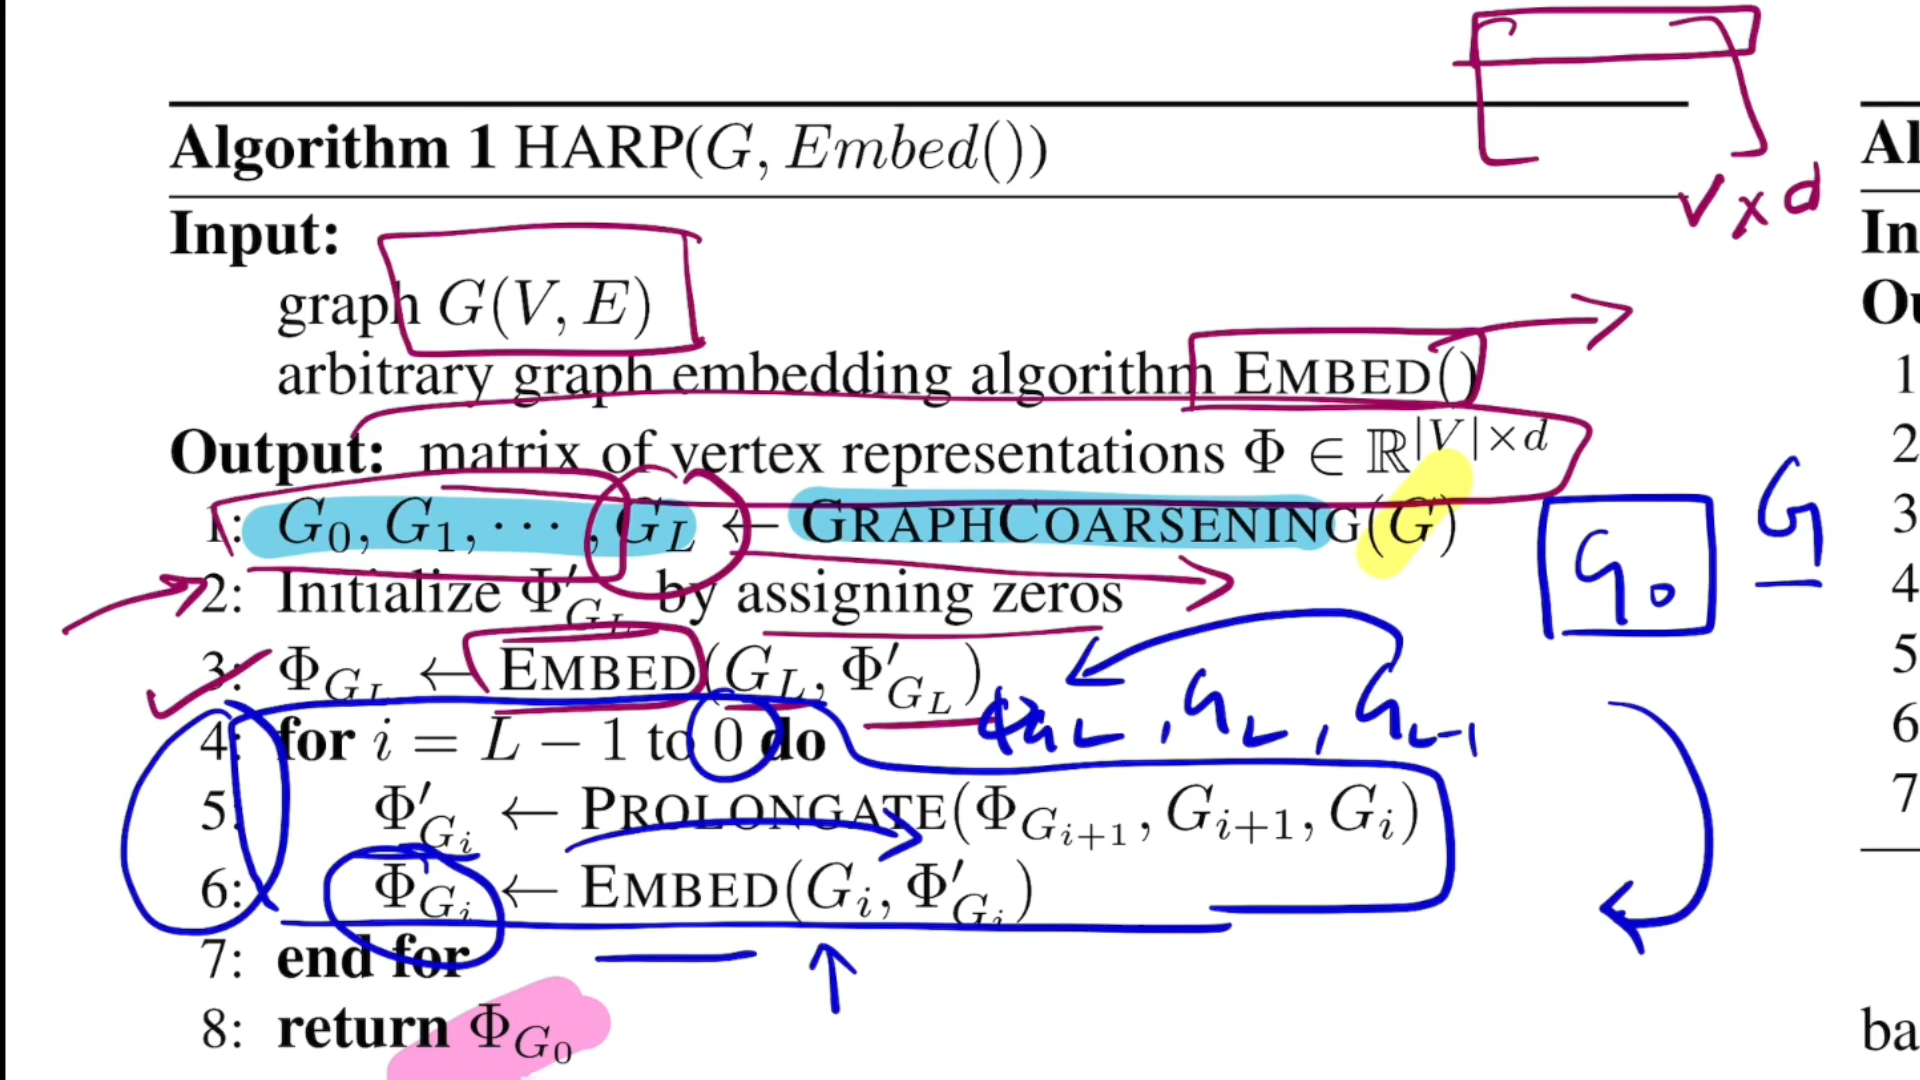 V x d
Algorithm 1 HARP(G, Embed())
Input:
graph G(V, E)
arbitrary graph embedding algorithm EMBED()
Output: matrix of vertex representations Φ ∈ ℝ^{|V|×d}
1: G_0, G_1, ⋯ , G_L ← GRAPHCOARSENING(G)
G_0 G
2: Initialize Φ′_{G_L} by assigning zeros
3: Φ_{G_L} ← EMBED(G_L, Φ′_{G_L})
G_L , G_{L-1}
4: for i = L − 1 to 0 do
5: Φ′_{G_i} ← PROLONGATE(Φ_{G_{i+1}}, G_{i+1}, G_i)
6: Φ_{G_i} ← EMBED(G_i, Φ′_{G_i})
7: end for
8: return Φ_{G_0}
Al
In
Ou
1
2
3
4
5
6
7
ba